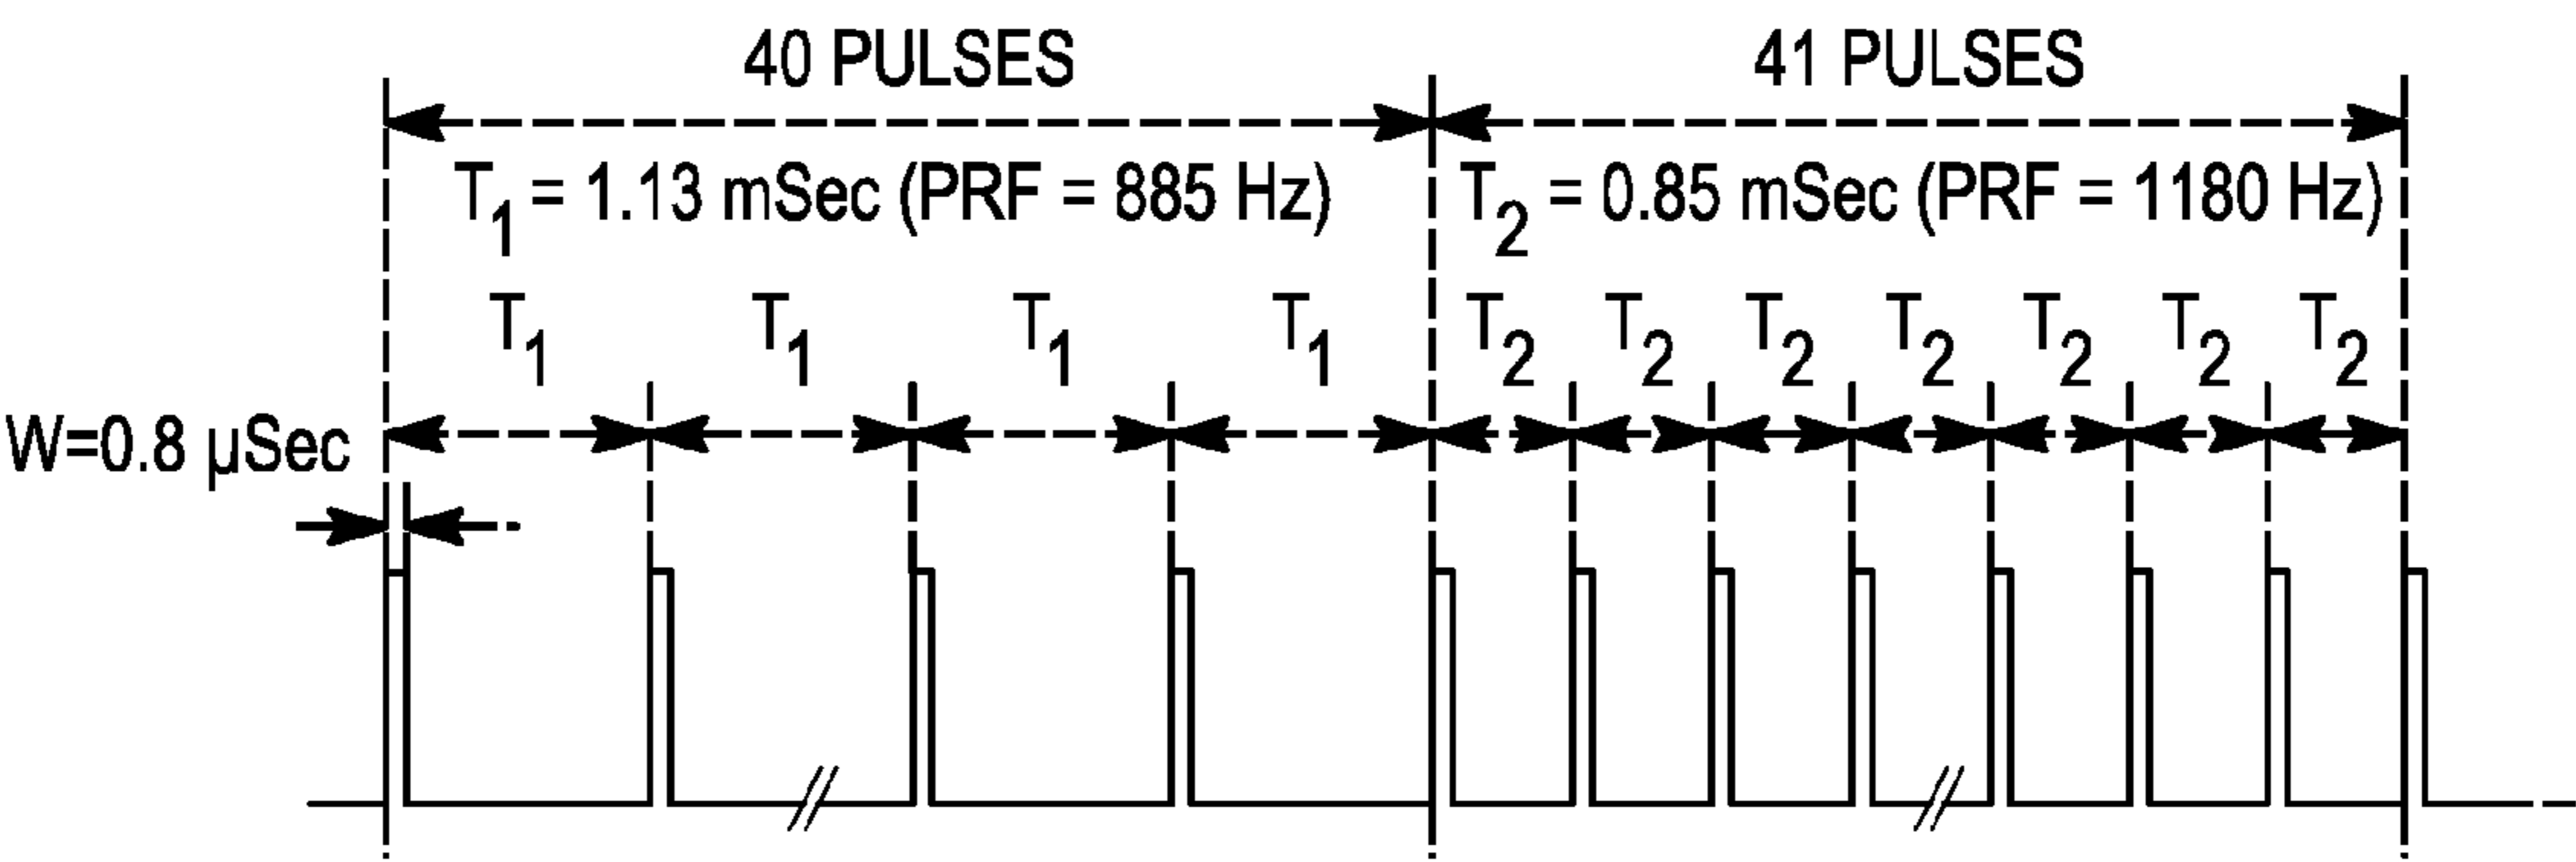 40 PULSES 41 PULSES
T1 = 1.13 mSec (PRF = 885 Hz) T2 = 0.85 mSec (PRF = 1180 Hz)
T1 T1 T1 T1 T2 T2 T2 T2 T2 T2 T2
W=0.8 μSec